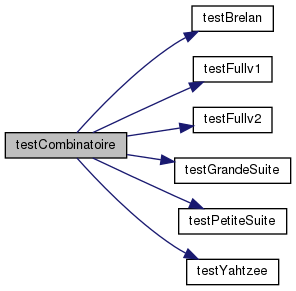 testBrelan
testFullv1
testFullv2
testCombinatoire
testGrandeSuite
testPetiteSuite
testYahtzee